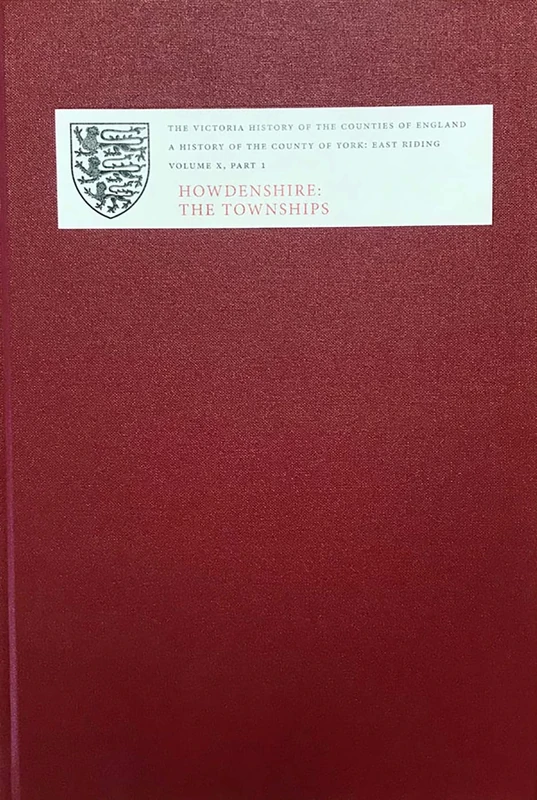 THE VICTORIA HISTORY OF THE COUNTIES OF ENGLAND
A HISTORY OF THE COUNTY OF YORK: EAST RIDING
VOLUME X, PART 1
HOWDENSHIRE:
THE TOWNSHIPS